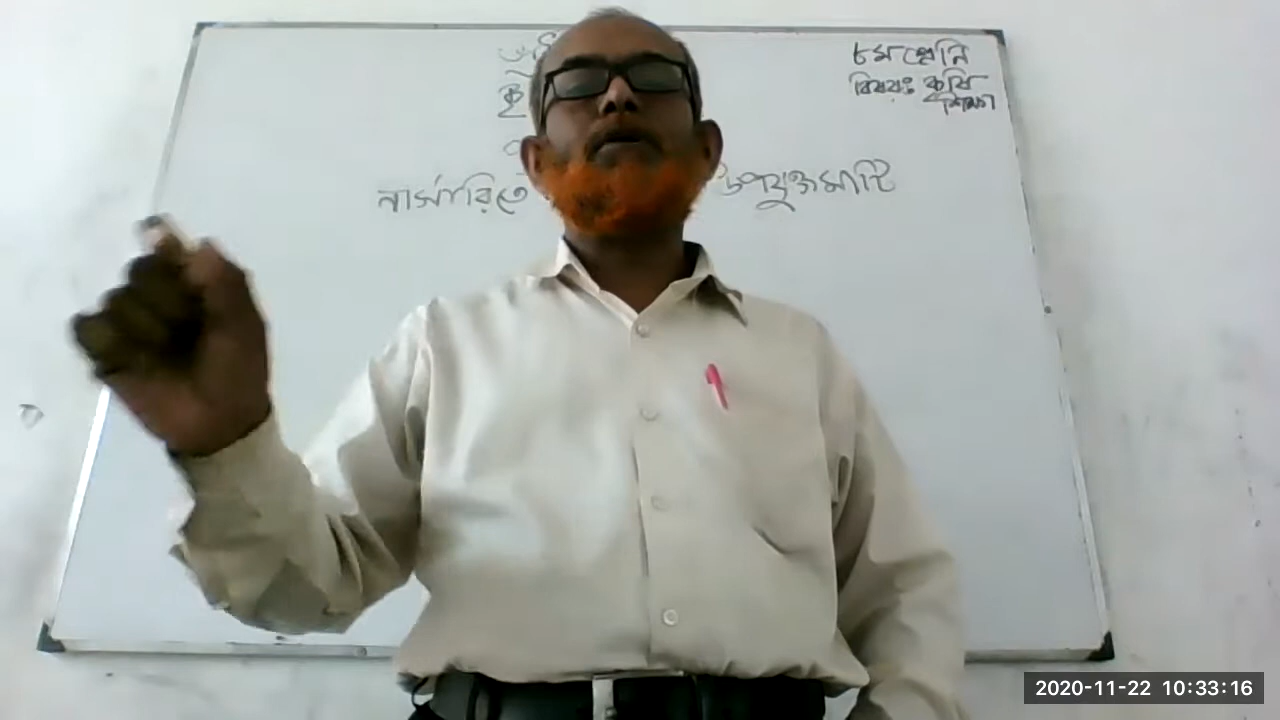 ৮ম শ্রেনি
বিষয়ঃ কৃষি
শিক্ষা
নার্সারিতে উপযুক্ত মাটি
2020-11-22 10:33:16